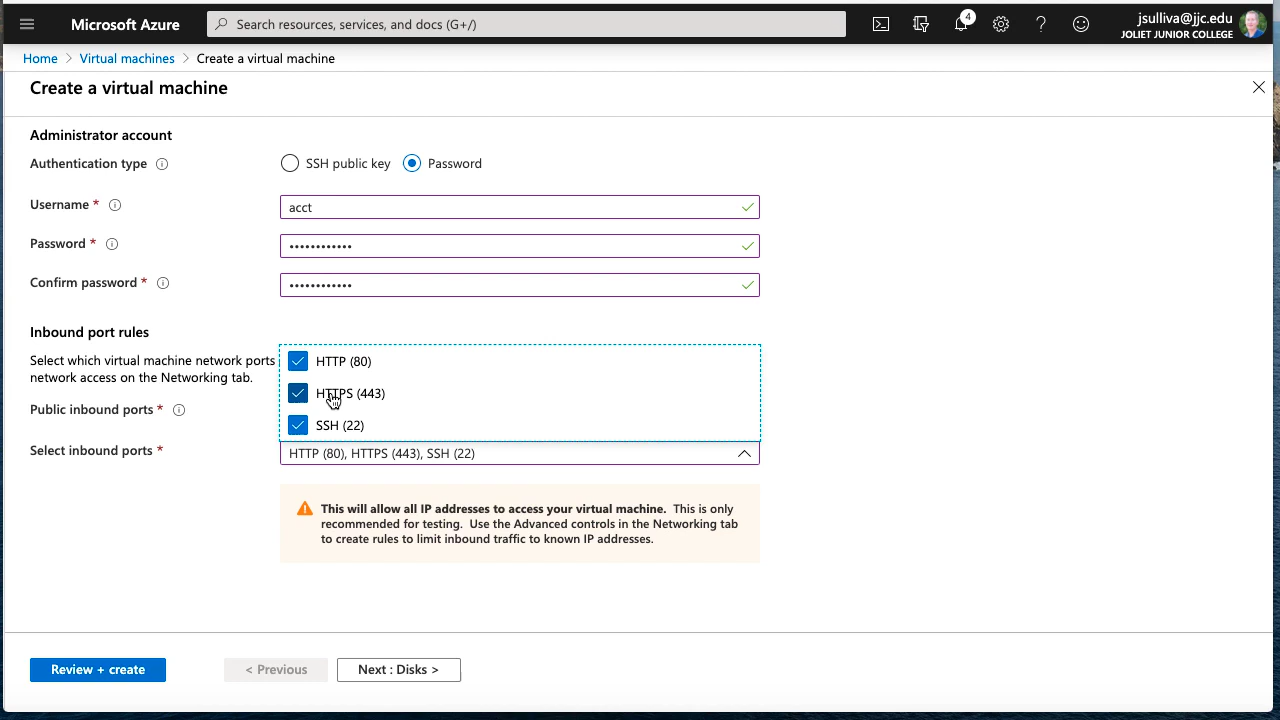 Microsoft Azure
Search resources, services, and docs (G+/)
4
jsulliva@jjc.edu
JOLIET JUNIOR COLLEGE
Home > Virtual machines > Create a virtual machine
Create a virtual machine
Administrator account
Authentication type
SSH public key
Password
Username *
acct
Password *
••••••••••••
Confirm password *
••••••••••••
Inbound port rules
Select which virtual machine network ports
network access on the Networking tab.
HTTP (80)
HTTPS (443)
SSH (22)
Public inbound ports *
Select inbound ports *
HTTP (80), HTTPS (443), SSH (22)
This will allow all IP addresses to access your virtual machine. This is only
recommended for testing. Use the Advanced controls in the Networking tab
to create rules to limit inbound traffic to known IP addresses.
Review + create
< Previous
Next : Disks >